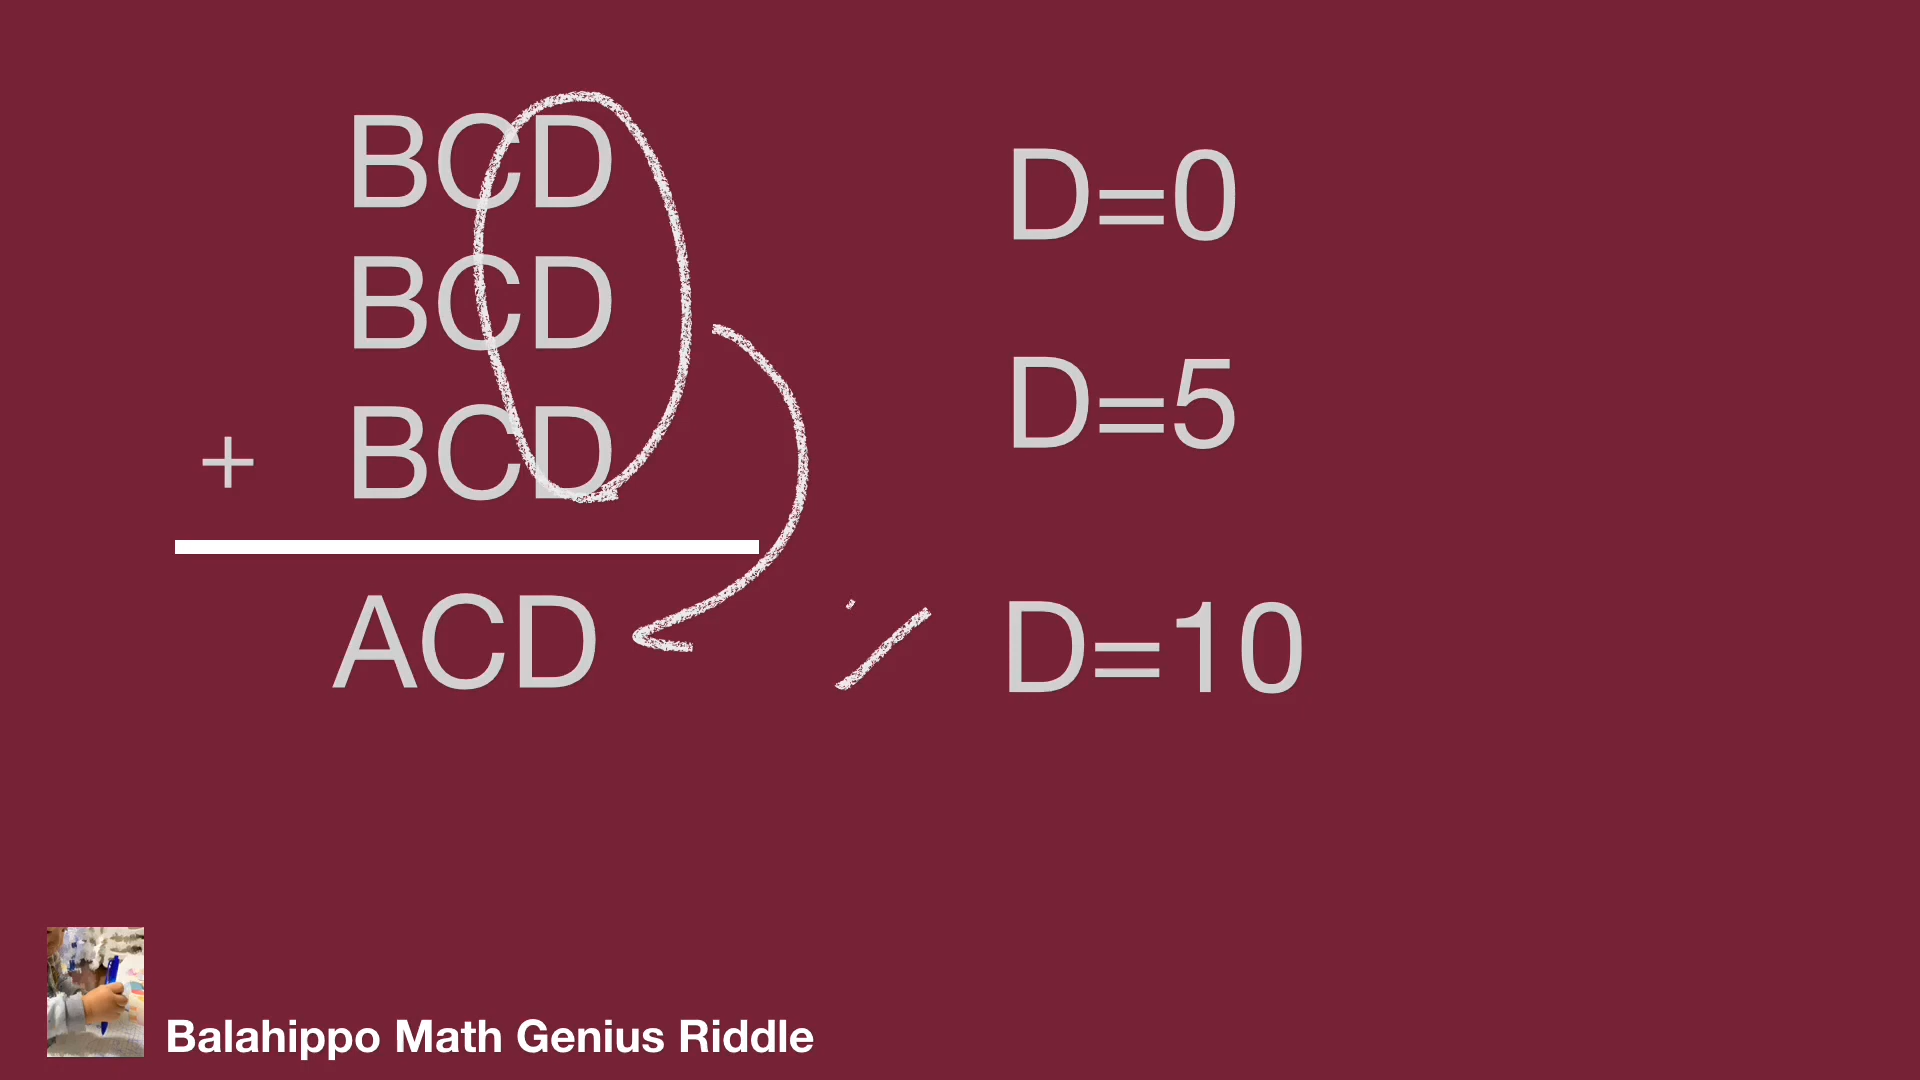 BCD
BCD
+ BCD
ACD
D=0
D=5
D=10
Balahippo Math Genius Riddle